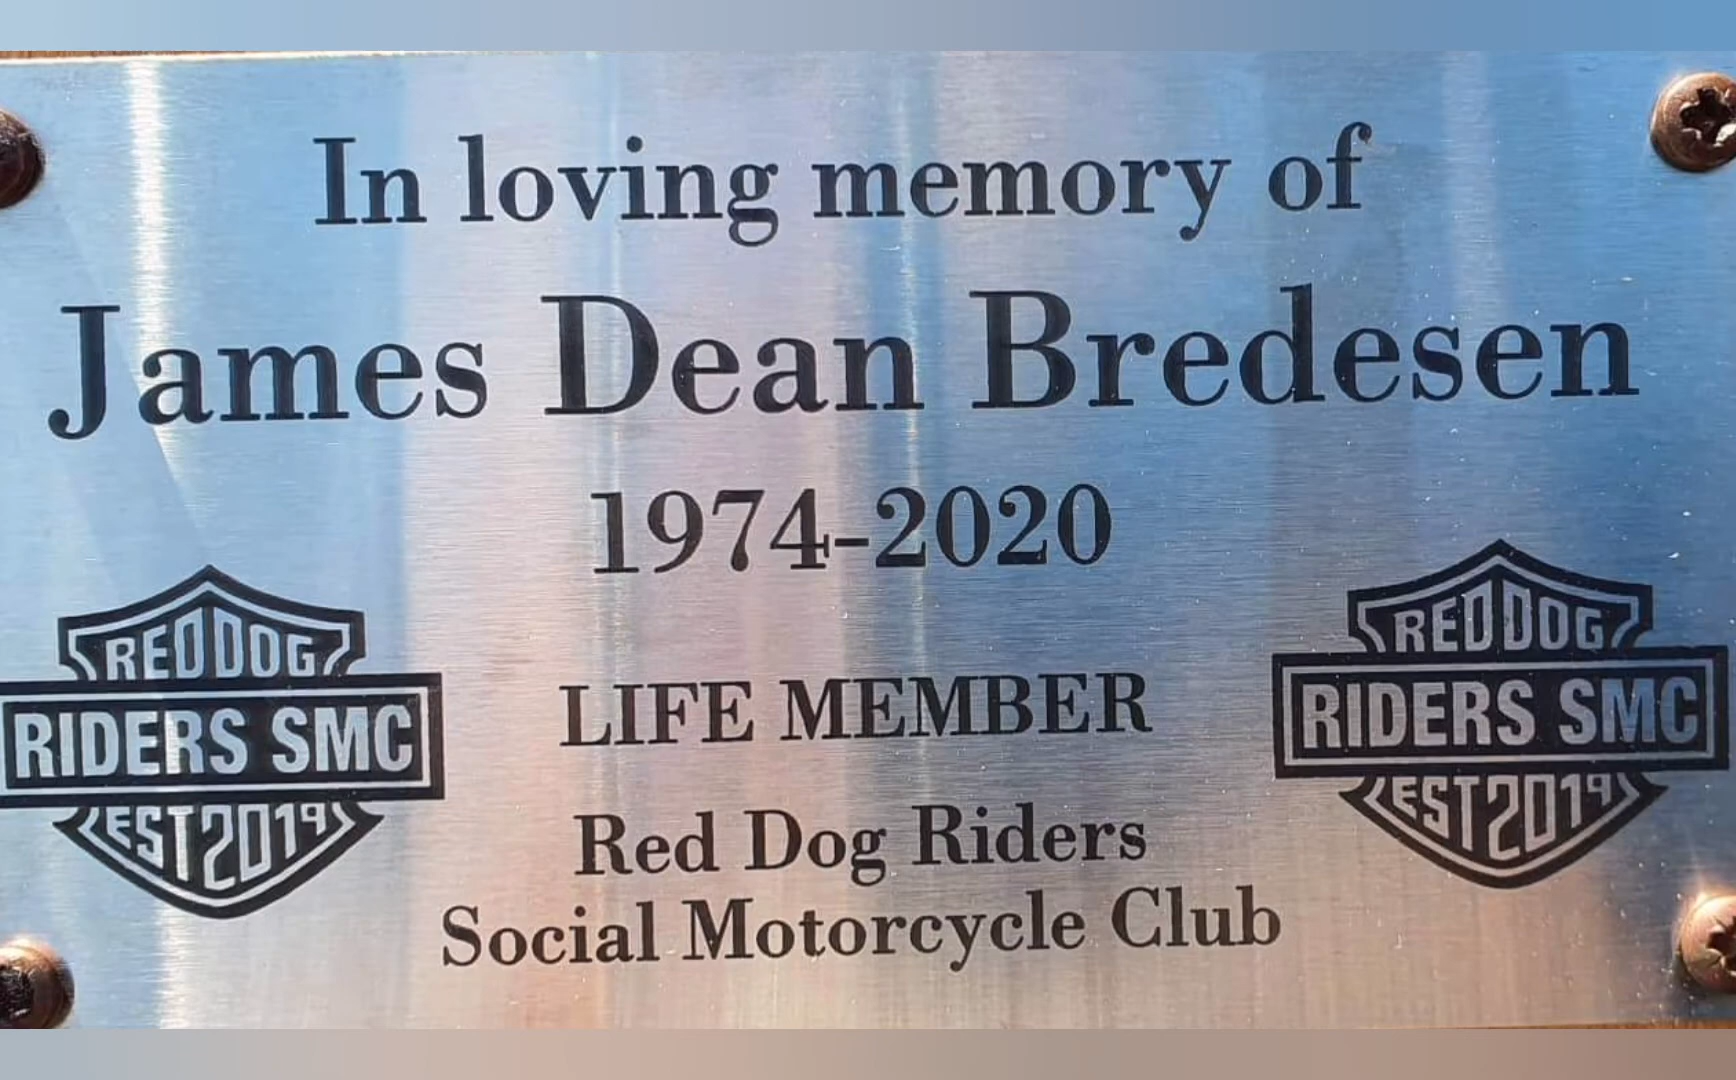 In loving memory of
James Dean Bredesen
1974-2020
RED DOG
RIDERS SMC
EST 2019
LIFE MEMBER
Red Dog Riders
Social Motorcycle Club
RED DOG
RIDERS SMC
EST 2019